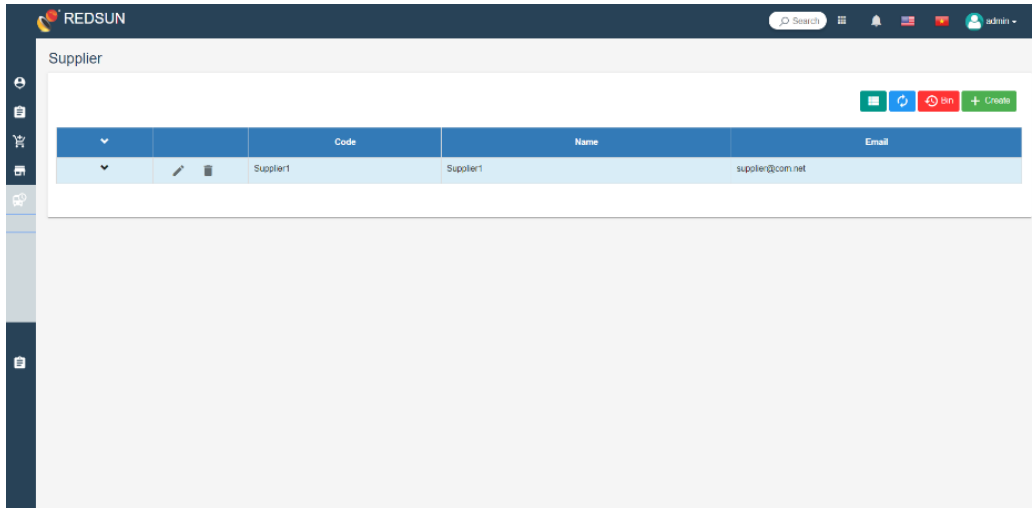 REDSUN
Search
admin
Supplier
Bin
+ Create
Code Name Email
Supplier1 Supplier1 supplier@com.net